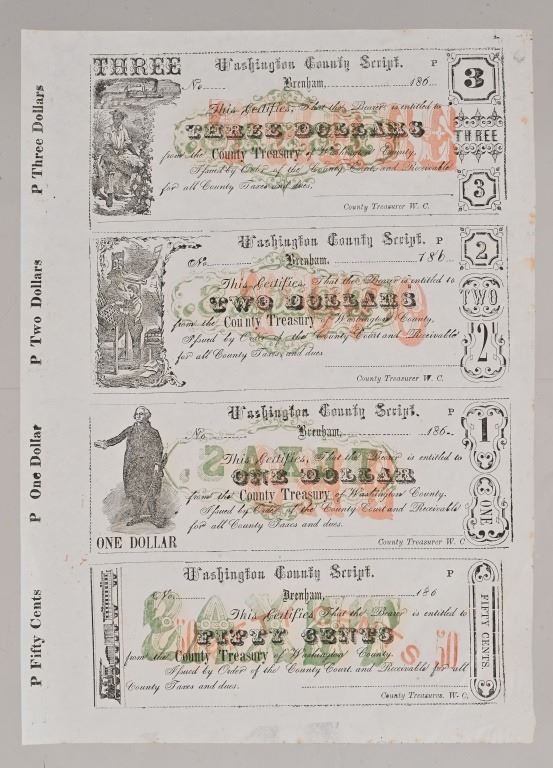 P Three Dollars
THREE
Washington County Script. P
No. Brenham, 186
This Certifies, That the Bearer is entitled to
THREE DOLLARS
from the County Treasury of Washington County,
Issued by Order of the County Court and Receivable
for all County Taxes and dues.
County Treasurer W. C.
3
THREE
3
P Two Dollars
Washington County Script. P
No. Brenham. 186
This Certifies, That the Bearer is entitled to
TWO DOLLARS
from the County Treasury of Washington County,
Issued by Order of the County Court and Receivable
for all County Taxes and dues.
County Treasurer W. C.
2
TWO
2
P One Dollar
Washington County Script. P
No. Brenham, 186
This Certifies, That the Bearer is entitled to
ONE DOLLAR
from the County Treasury of Washington County.
Issued by Order of the County Court and Receivable
for all County Taxes and dues.
ONE DOLLAR
County Treasurer W. C
TEXAS
1
ONE
P Fifty Cents
Washington County Script. P
No. Brenham, 186
This Certifies, That the Bearer is entitled to
FIFTY CENTS
from the County Treasury of Washington County.
Issued by Order of the County Court, and Receivable for all
County Taxes and dues.
County Treasurer. W. C.
TEXAS
50
FIFTY CENTS